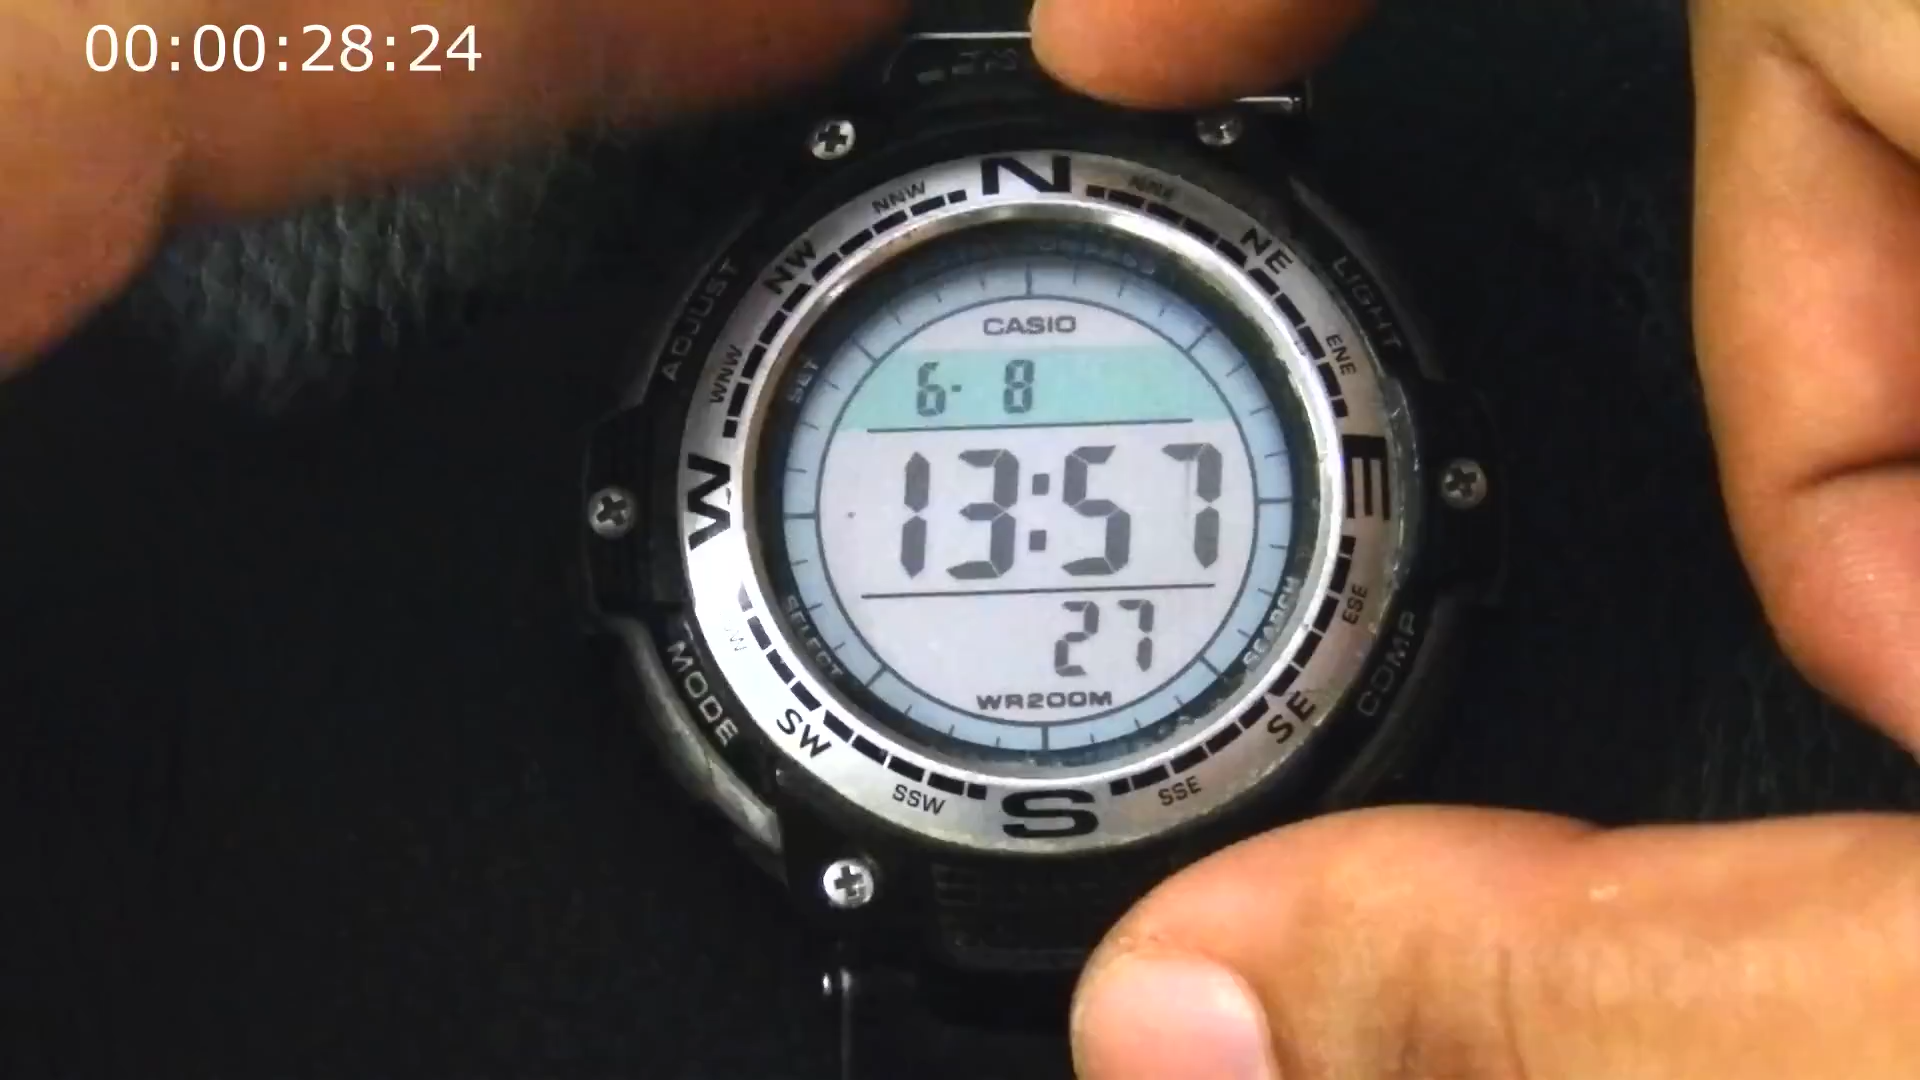 00:00:28:24
N
NNW
NNE
NW
NE
ADJUST
LIGHT
WNW
ENE
SET
CASIO
6- 8
13:57
W
E
27
SELECT
SEARCH
ESE
MODE
COMP
WR200M
SW
SE
SSW
SSE
S